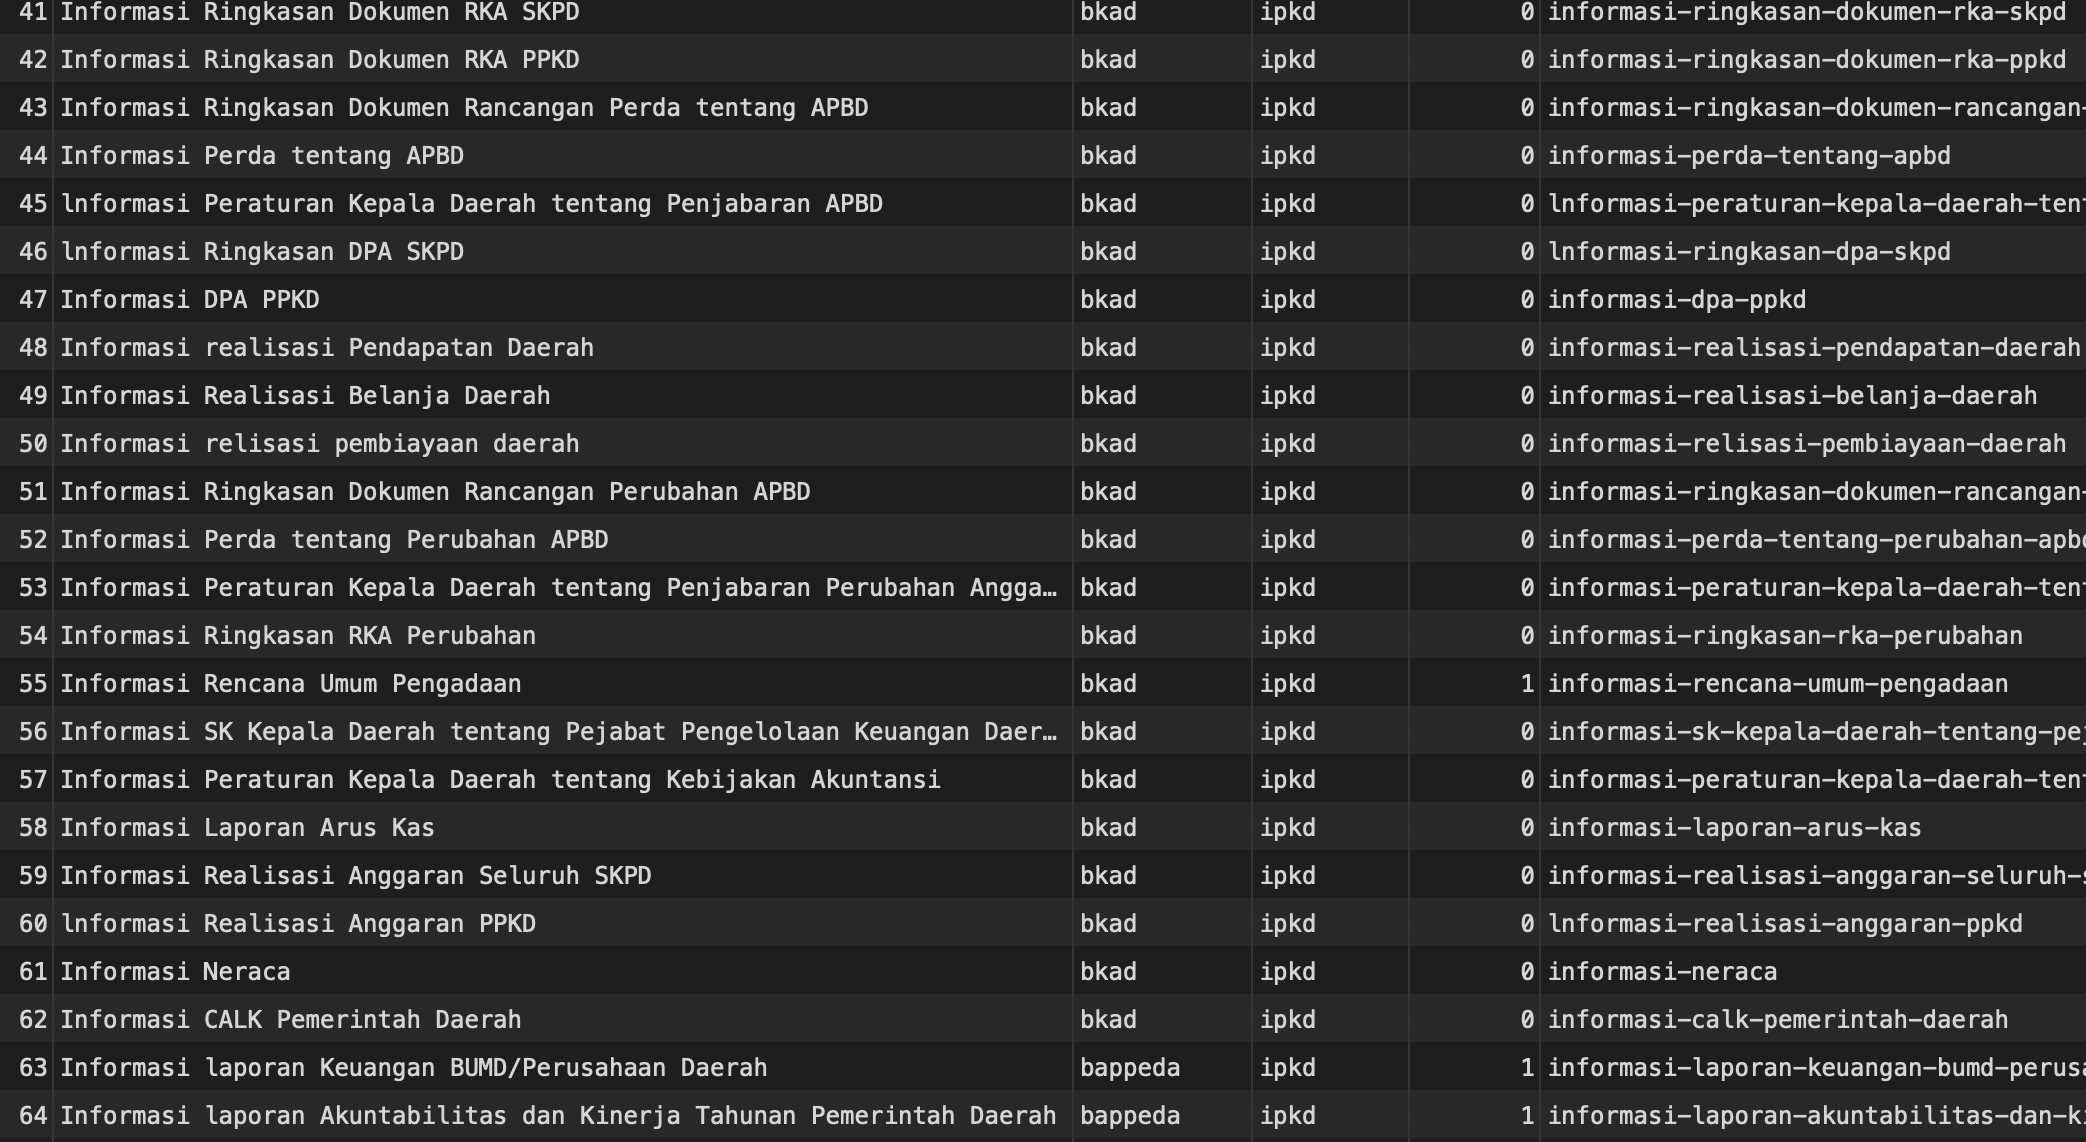 41 Informasi Ringkasan Dokumen RKA SKPD bkad ipkd 0 informasi-ringkasan-dokumen-rka-skpd
42 Informasi Ringkasan Dokumen RKA PPKD bkad ipkd 0 informasi-ringkasan-dokumen-rka-ppkd
43 Informasi Ringkasan Dokumen Rancangan Perda tentang APBD bkad ipkd 0 informasi-ringkasan-dokumen-rancangan-
44 Informasi Perda tentang APBD bkad ipkd 0 informasi-perda-tentang-apbd
45 lnformasi Peraturan Kepala Daerah tentang Penjabaran APBD bkad ipkd 0 lnformasi-peraturan-kepala-daerah-tent
46 lnformasi Ringkasan DPA SKPD bkad ipkd 0 lnformasi-ringkasan-dpa-skpd
47 Informasi DPA PPKD bkad ipkd 0 informasi-dpa-ppkd
48 Informasi realisasi Pendapatan Daerah bkad ipkd 0 informasi-realisasi-pendapatan-daerah
49 Informasi Realisasi Belanja Daerah bkad ipkd 0 informasi-realisasi-belanja-daerah
50 Informasi relisasi pembiayaan daerah bkad ipkd 0 informasi-relisasi-pembiayaan-daerah
51 Informasi Ringkasan Dokumen Rancangan Perubahan APBD bkad ipkd 0 informasi-ringkasan-dokumen-rancangan-
52 Informasi Perda tentang Perubahan APBD bkad ipkd 0 informasi-perda-tentang-perubahan-apbd
53 Informasi Peraturan Kepala Daerah tentang Penjabaran Perubahan Angga… bkad ipkd 0 informasi-peraturan-kepala-daerah-tent
54 Informasi Ringkasan RKA Perubahan bkad ipkd 0 informasi-ringkasan-rka-perubahan
55 Informasi Rencana Umum Pengadaan bkad ipkd 1 informasi-rencana-umum-pengadaan
56 Informasi SK Kepala Daerah tentang Pejabat Pengelolaan Keuangan Daer… bkad ipkd 0 informasi-sk-kepala-daerah-tentang-pej
57 Informasi Peraturan Kepala Daerah tentang Kebijakan Akuntansi bkad ipkd 0 informasi-peraturan-kepala-daerah-tent
58 Informasi Laporan Arus Kas bkad ipkd 0 informasi-laporan-arus-kas
59 Informasi Realisasi Anggaran Seluruh SKPD bkad ipkd 0 informasi-realisasi-anggaran-seluruh-s
60 lnformasi Realisasi Anggaran PPKD bkad ipkd 0 lnformasi-realisasi-anggaran-ppkd
61 Informasi Neraca bkad ipkd 0 informasi-neraca
62 Informasi CALK Pemerintah Daerah bkad ipkd 0 informasi-calk-pemerintah-daerah
63 Informasi laporan Keuangan BUMD/Perusahaan Daerah bappeda ipkd 1 informasi-laporan-keuangan-bumd-perusa
64 Informasi laporan Akuntabilitas dan Kinerja Tahunan Pemerintah Daerah bappeda ipkd 1 informasi-laporan-akuntabilitas-dan-ki